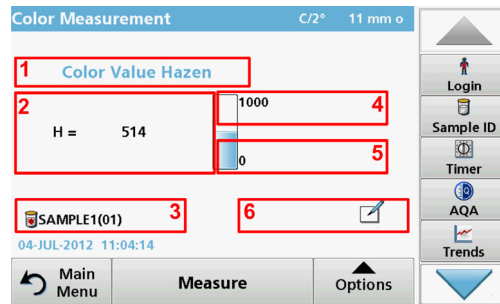 Color Measurement C/2° 11 mm o
1 Color Value Hazen
2 H = 514
1000 4
5
0
SAMPLE1(01) 3
6
04-JUL-2012 11:04:14
Main Menu
Measure
Options
Login
Sample ID
Timer
AQA
Trends